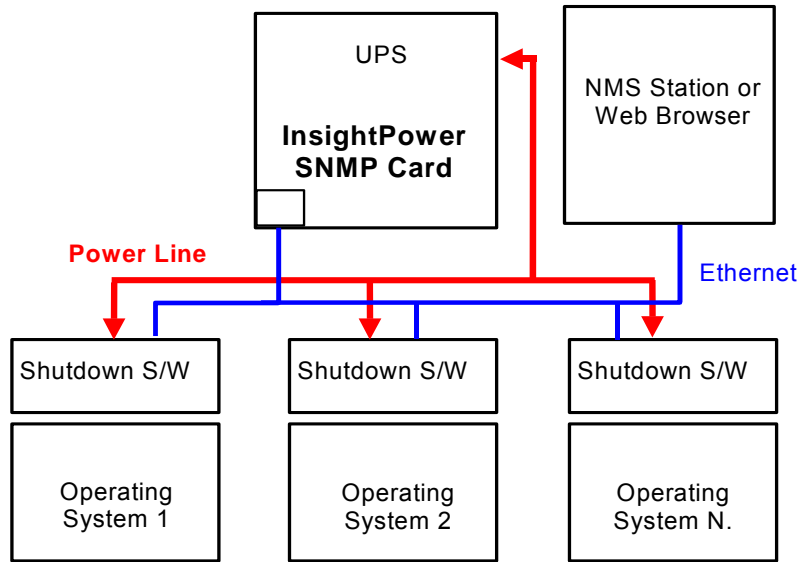 UPS
InsightPower
SNMP Card
NMS Station or
Web Browser
Power Line
Ethernet
Shutdown S/W
Shutdown S/W
Shutdown S/W
Operating
System 1
Operating
System 2
Operating
System N.